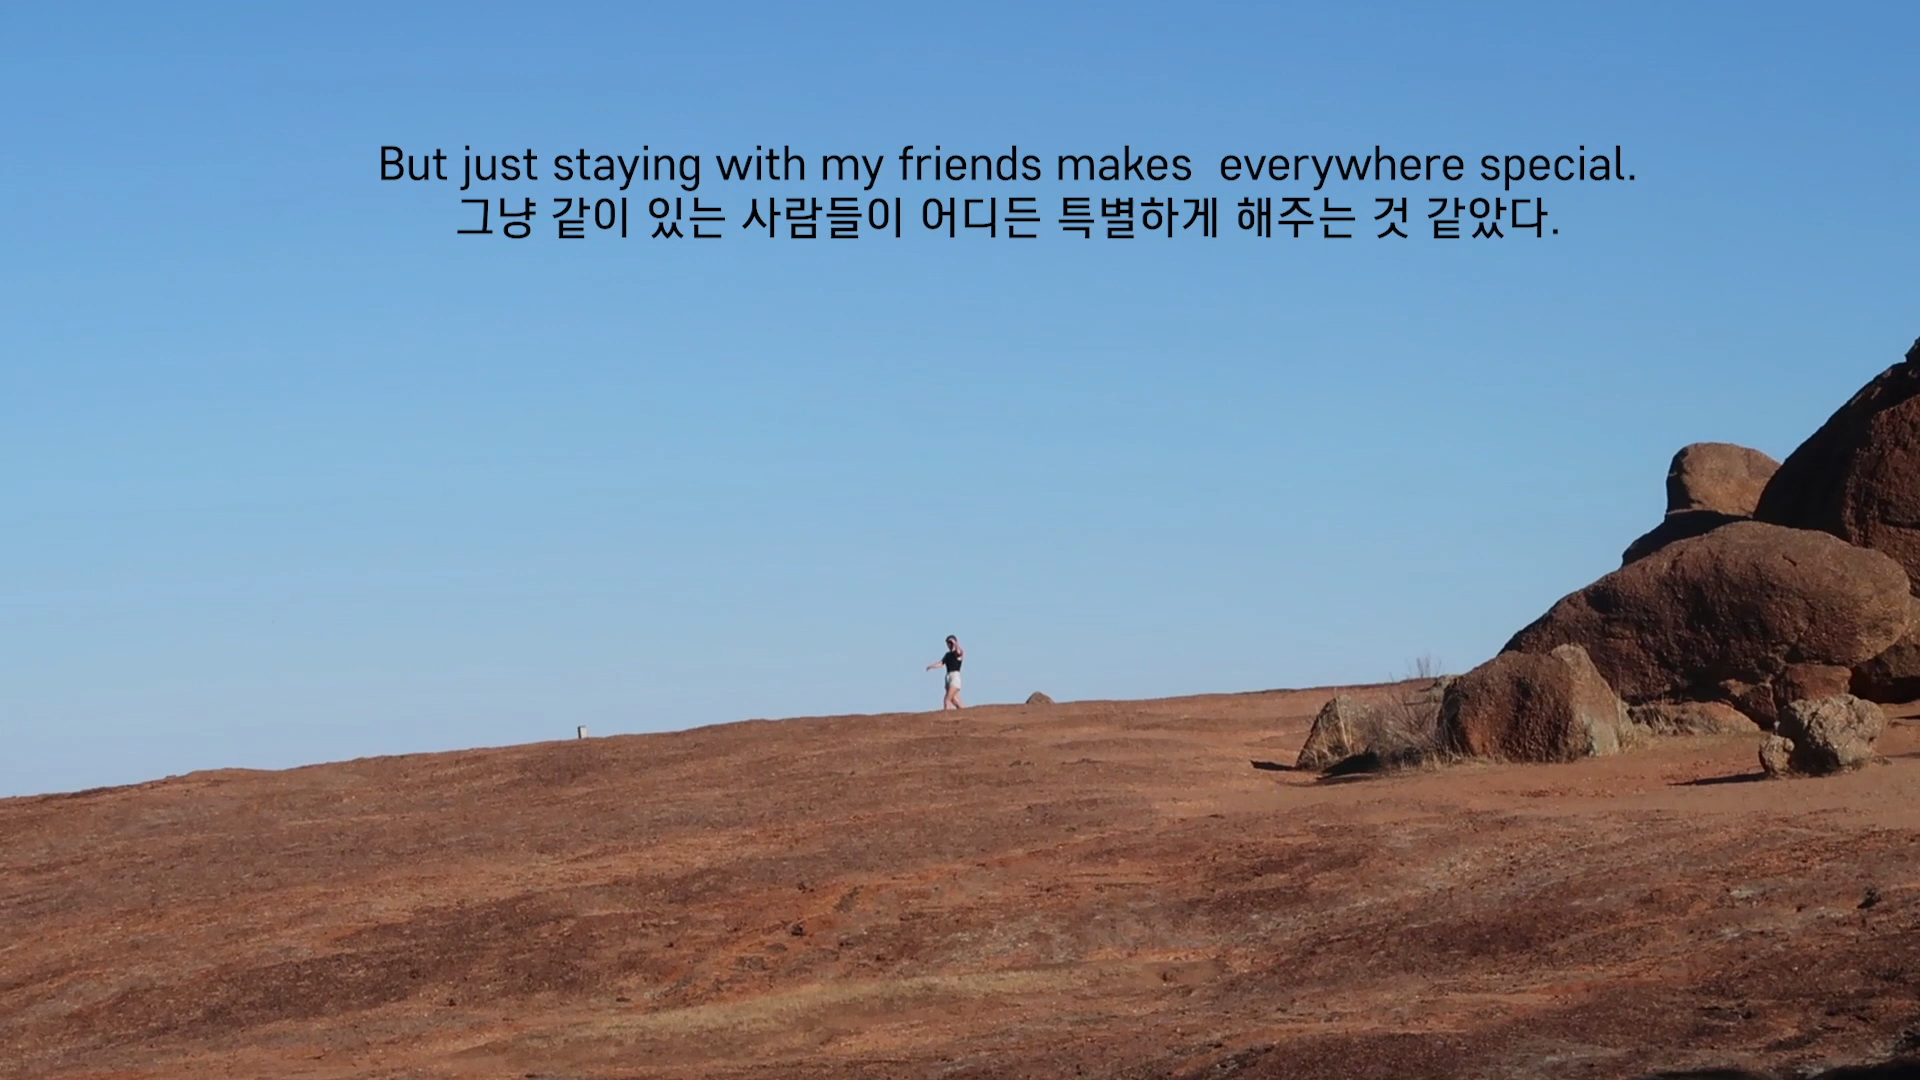 But just staying with my friends makes  everywhere special.
그냥 같이 있는 사람들이 어디든 특별하게 해주는 것 같았다.